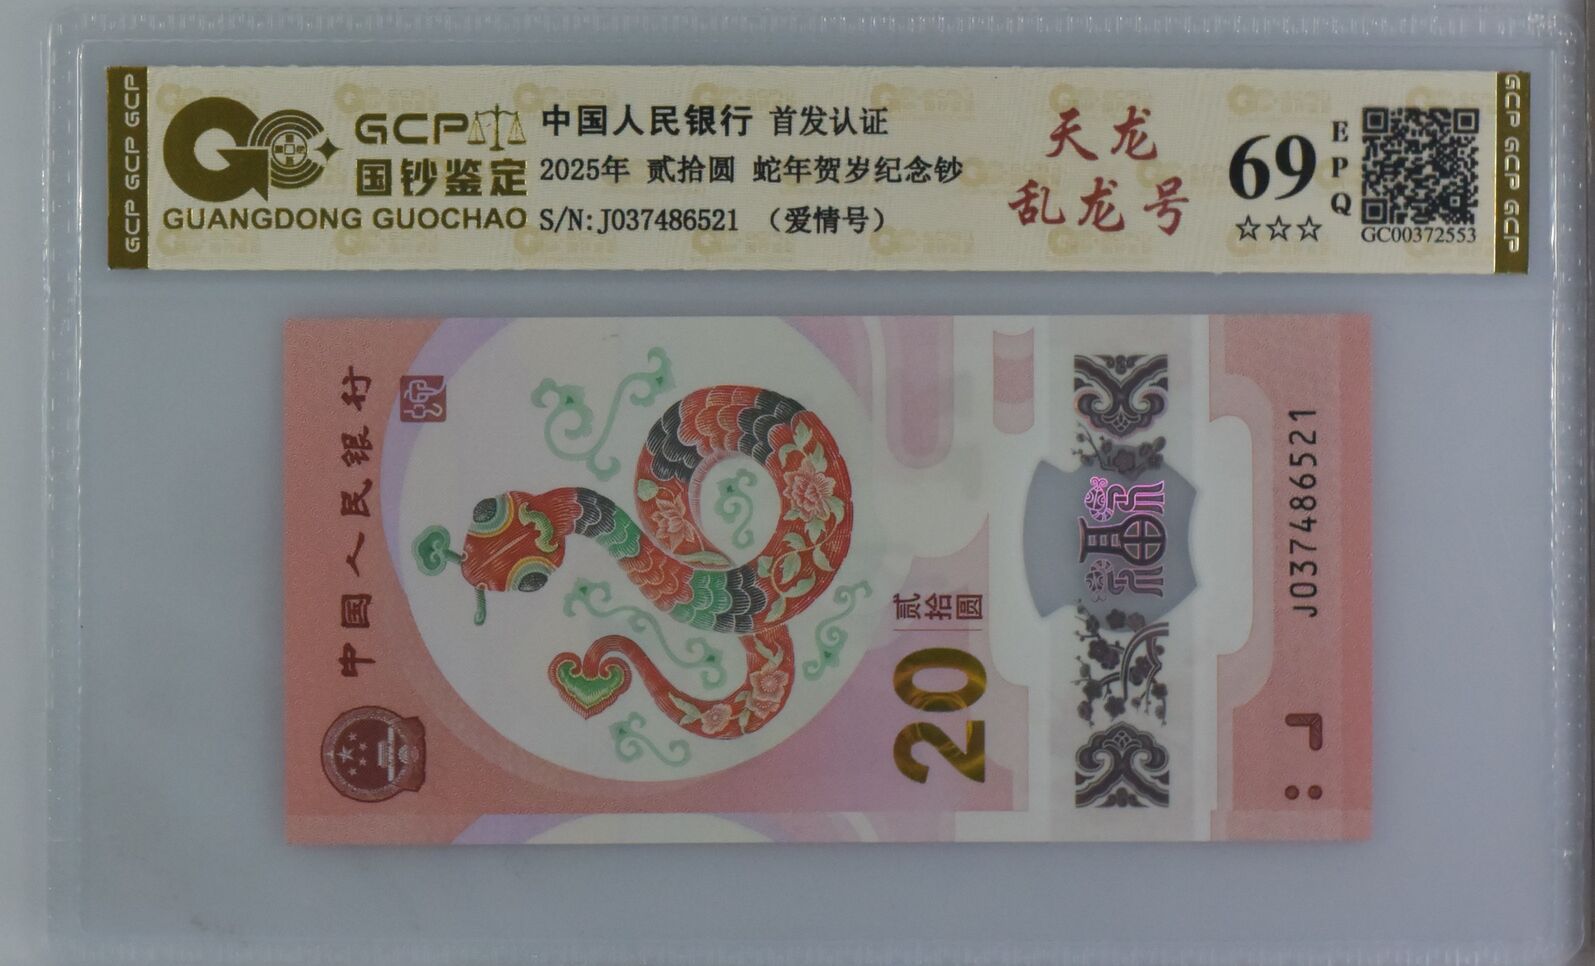 GCP GCP GCP
GCP
国钞鉴定
GUANGDONG GUOCHAO
中国人民银行 首发认证
2025年 贰拾圆 蛇年贺岁纪念钞
S/N:J037486521 （爱情号）
天龙
乱龙号
69
EPQ
☆☆☆
GC00372553
GCP GCP GCP
中国人民银行
蛇
贰拾圆
20
福
J037486521